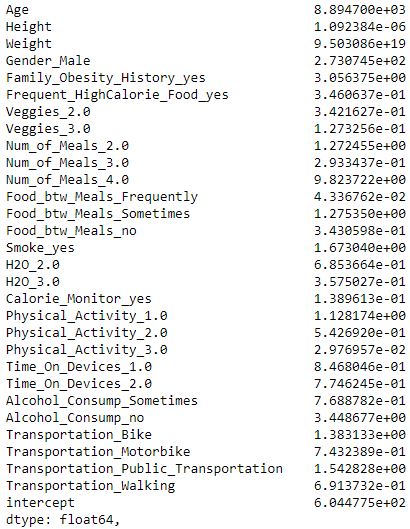 Age 8.894700e+03
Height 1.092384e-06
Weight 9.503086e+19
Gender_Male 2.730745e+02
Family_Obesity_History_yes 3.056375e+00
Frequent_HighCalorie_Food_yes 3.460637e-01
Veggies_2.0 3.421627e-01
Veggies_3.0 1.273256e-01
Num_of_Meals_2.0 1.272455e+00
Num_of_Meals_3.0 2.933437e-01
Num_of_Meals_4.0 9.823722e+00
Food_btw_Meals_Frequently 4.336762e-02
Food_btw_Meals_Sometimes 1.275350e+00
Food_btw_Meals_no 3.430598e-01
Smoke_yes 1.673040e+00
H2O_2.0 6.853664e-01
H2O_3.0 3.575027e-01
Calorie_Monitor_yes 1.389613e-01
Physical_Activity_1.0 1.128174e+00
Physical_Activity_2.0 5.426920e-01
Physical_Activity_3.0 2.976957e-02
Time_On_Devices_1.0 8.468046e-01
Time_On_Devices_2.0 7.746245e-01
Alcohol_Consump_Sometimes 7.688782e-01
Alcohol_Consump_no 3.448677e+00
Transportation_Bike 1.383133e+00
Transportation_Motorbike 7.432389e-01
Transportation_Public_Transportation 1.542828e+00
Transportation_Walking 6.913732e-01
intercept 6.044775e+02
dtype: float64,